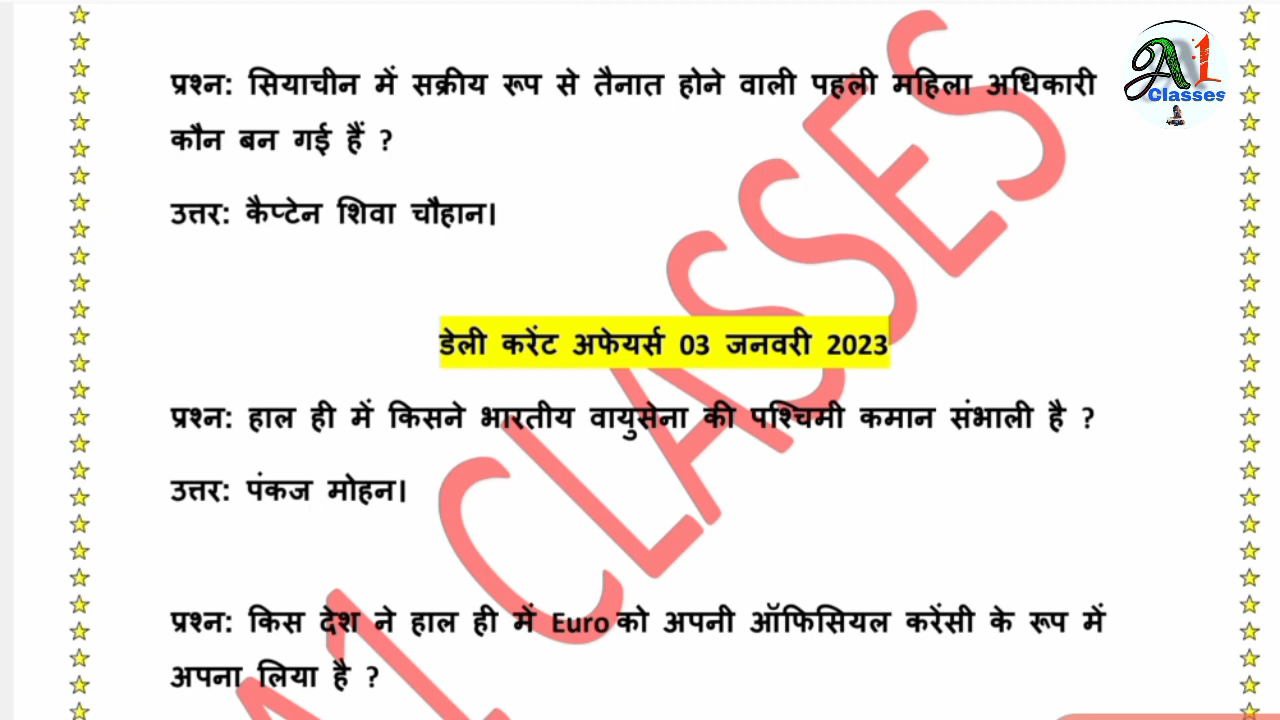 A1
Classes
प्रश्न: सियाचीन में सक्रीय रूप से तैनात होने वाली पहली महिला अधिकारी
कौन बन गई हैं ?
उत्तर: कैप्टेन शिवा चौहान।
डेली करेंट अफेयर्स 03 जनवरी 2023
प्रश्न: हाल ही में किसने भारतीय वायुसेना की पश्चिमी कमान संभाली है ?
उत्तर: पंकज मोहन।
प्रश्न: किस देश ने हाल ही में Euro को अपनी ऑफिसियल करेंसी के रूप में
अपना लिया है ?
A1 CLASSES